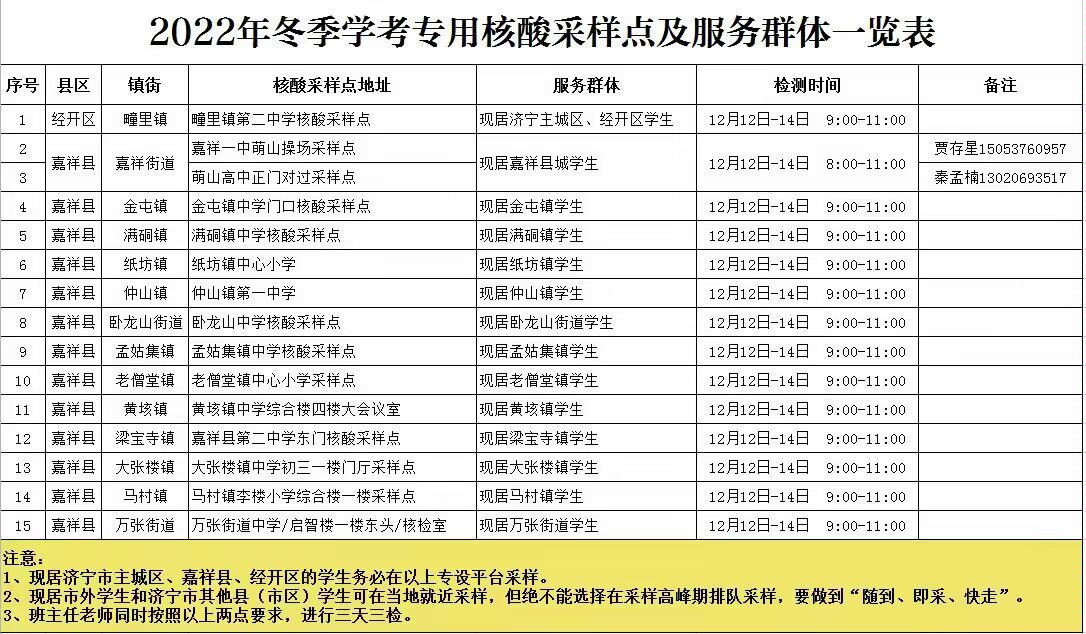 2022年冬季学考专用核酸采样点及服务群体一览表
序号 县区 镇街 核酸采样点地址 服务群体 检测时间 备注
1 经开区 疃里镇 疃里镇第二中学核酸采样点 现居济宁主城区、经开区学生 12月12日-14日 9:00-11:00
2 嘉祥县 嘉祥街道 嘉祥一中萌山操场采样点 现居嘉祥县城学生 12月12日-14日 8:00-11:00 贾存星15053760957
3 萌山高中正门对过采样点 秦孟楠13020693517
4 嘉祥县 金屯镇 金屯镇中学门口核酸采样点 现居金屯镇学生 12月12日-14日 9:00-11:00
5 嘉祥县 满硐镇 满硐镇中学核酸采样点 现居满硐镇学生 12月12日-14日 9:00-11:00
6 嘉祥县 纸坊镇 纸坊镇中心小学 现居纸坊镇学生 12月12日-14日 9:00-11:00
7 嘉祥县 仲山镇 仲山镇第一中学 现居仲山镇学生 12月12日-14日 9:00-11:00
8 嘉祥县 卧龙山街道 卧龙山中学核酸采样点 现居卧龙山街道学生 12月12日-14日 9:00-11:00
9 嘉祥县 孟姑集镇 孟姑集镇中学核酸采样点 现居孟姑集镇学生 12月12日-14日 9:00-11:00
10 嘉祥县 老僧堂镇 老僧堂镇中心小学采样点 现居老僧堂镇学生 12月12日-14日 9:00-11:00
11 嘉祥县 黄垓镇 黄垓镇中学综合楼四楼大会议室 现居黄垓镇学生 12月12日-14日 9:00-11:00
12 嘉祥县 梁宝寺镇 嘉祥县第二中学东门核酸采样点 现居梁宝寺镇学生 12月12日-14日 9:00-11:00
13 嘉祥县 大张楼镇 大张楼镇中学初三一楼门厅采样点 现居大张楼镇学生 12月12日-14日 9:00-11:00
14 嘉祥县 马村镇 马村镇李楼小学综合楼一楼采样点 现居马村镇学生 12月12日-14日 9:00-11:00
15 嘉祥县 万张街道 万张街道中学/启智楼一楼东头/核检室 现居万张街道学生 12月12日-14日 9:00-11:00
注意：
1、现居济宁市主城区、嘉祥县、经开区的学生务必在以上专设平台采样。
2、现居市外学生和济宁市其他县（市区）学生可在当地就近采样，但绝不能选择在采样高峰期排队采样，要做到“随到、即采、快走”。
3、班主任老师同时按照以上两点要求，进行三天三检。